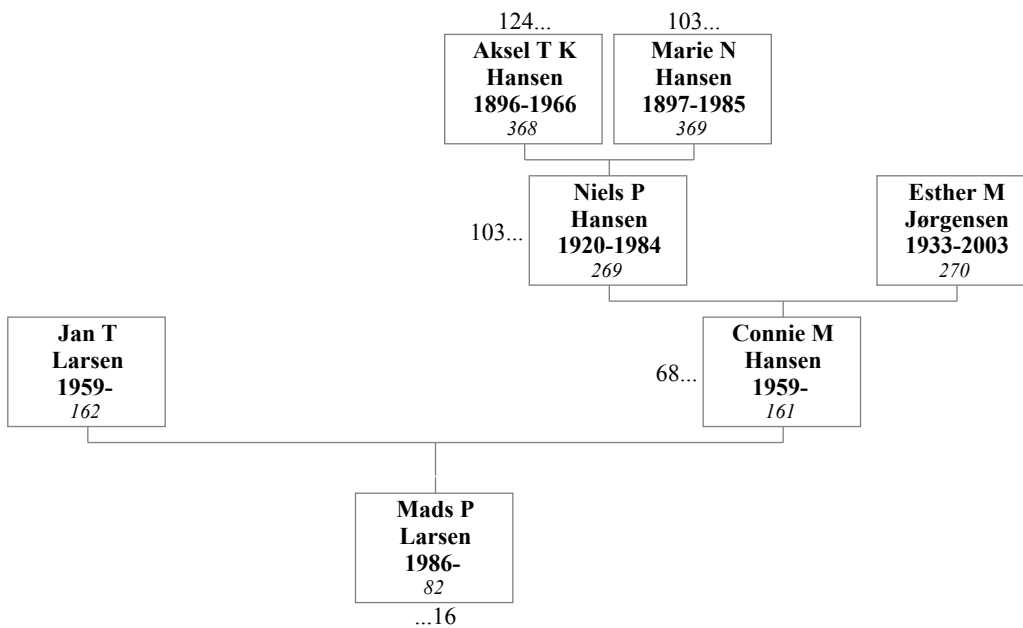 124...
103...
Aksel T K
Hansen
1896-1966
368
Marie N
Hansen
1897-1985
369
103...
Niels P
Hansen
1920-1984
269
Esther M
Jørgensen
1933-2003
270
Jan T
Larsen
1959-
162
68...
Connie M
Hansen
1959-
161
Mads P
Larsen
1986-
82
...16